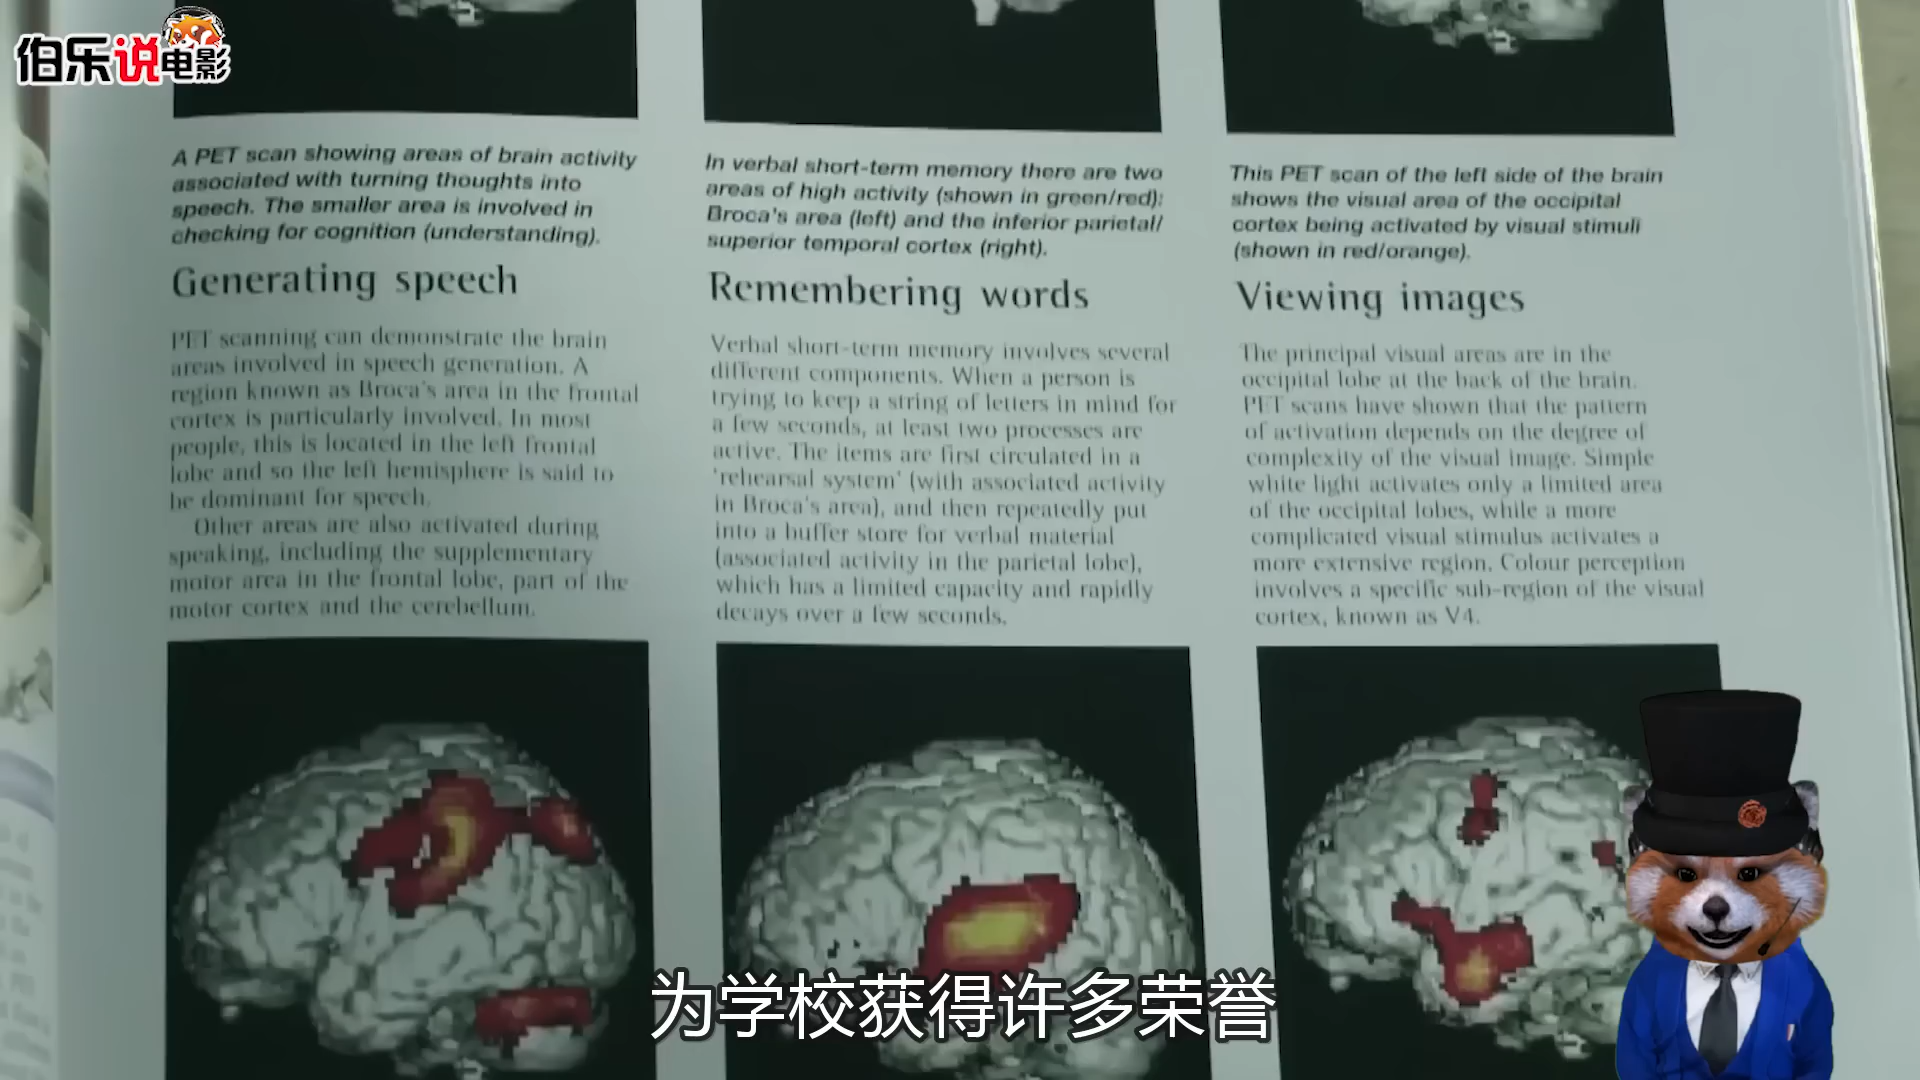 伯乐说电影
A PET scan showing areas of brain activity
associated with turning thoughts into
speech. The smaller area is involved in
checking for cognition (understanding).
Generating speech
PET scanning can demonstrate the brain
areas involved in speech generation. A
region known as Broca's area in the frontal
cortex is particularly involved. In most
people, this is located in the left frontal
lobe and so the left hemisphere is said to
be dominant for speech.
Other areas are also activated during
speaking, including the supplementary
motor area in the frontal lobe, part of the
motor cortex and the cerebellum.
In verbal short-term memory there are two
areas of high activity (shown in green/red):
Broca's area (left) and the inferior parietal/
superior temporal cortex (right).
Remembering words
Verbal short-term memory involves several
different components. When a person is
trying to keep a string of letters in mind for
a few seconds, at least two processes are
active. The items are first circulated in a
'rehearsal system' (with associated activity
in Broca's area), and then repeatedly put
into a buffer store for verbal material
(associated activity in the parietal lobe),
which has a limited capacity and rapidly
decays over a few seconds.
This PET scan of the left side of the brain
shows the visual area of the occipital
cortex being activated by visual stimuli
(shown in red/orange).
Viewing images
The principal visual areas are in the
occipital lobe at the back of the brain.
PET scans have shown that the pattern
of activation depends on the degree of
complexity of the visual image. Simple
white light activates only a limited area
of the occipital lobes, while a more
complicated visual stimulus activates a
more extensive region. Colour perception
involves a specific sub-region of the visual
cortex, known as V4.
为学校获得许多荣誉